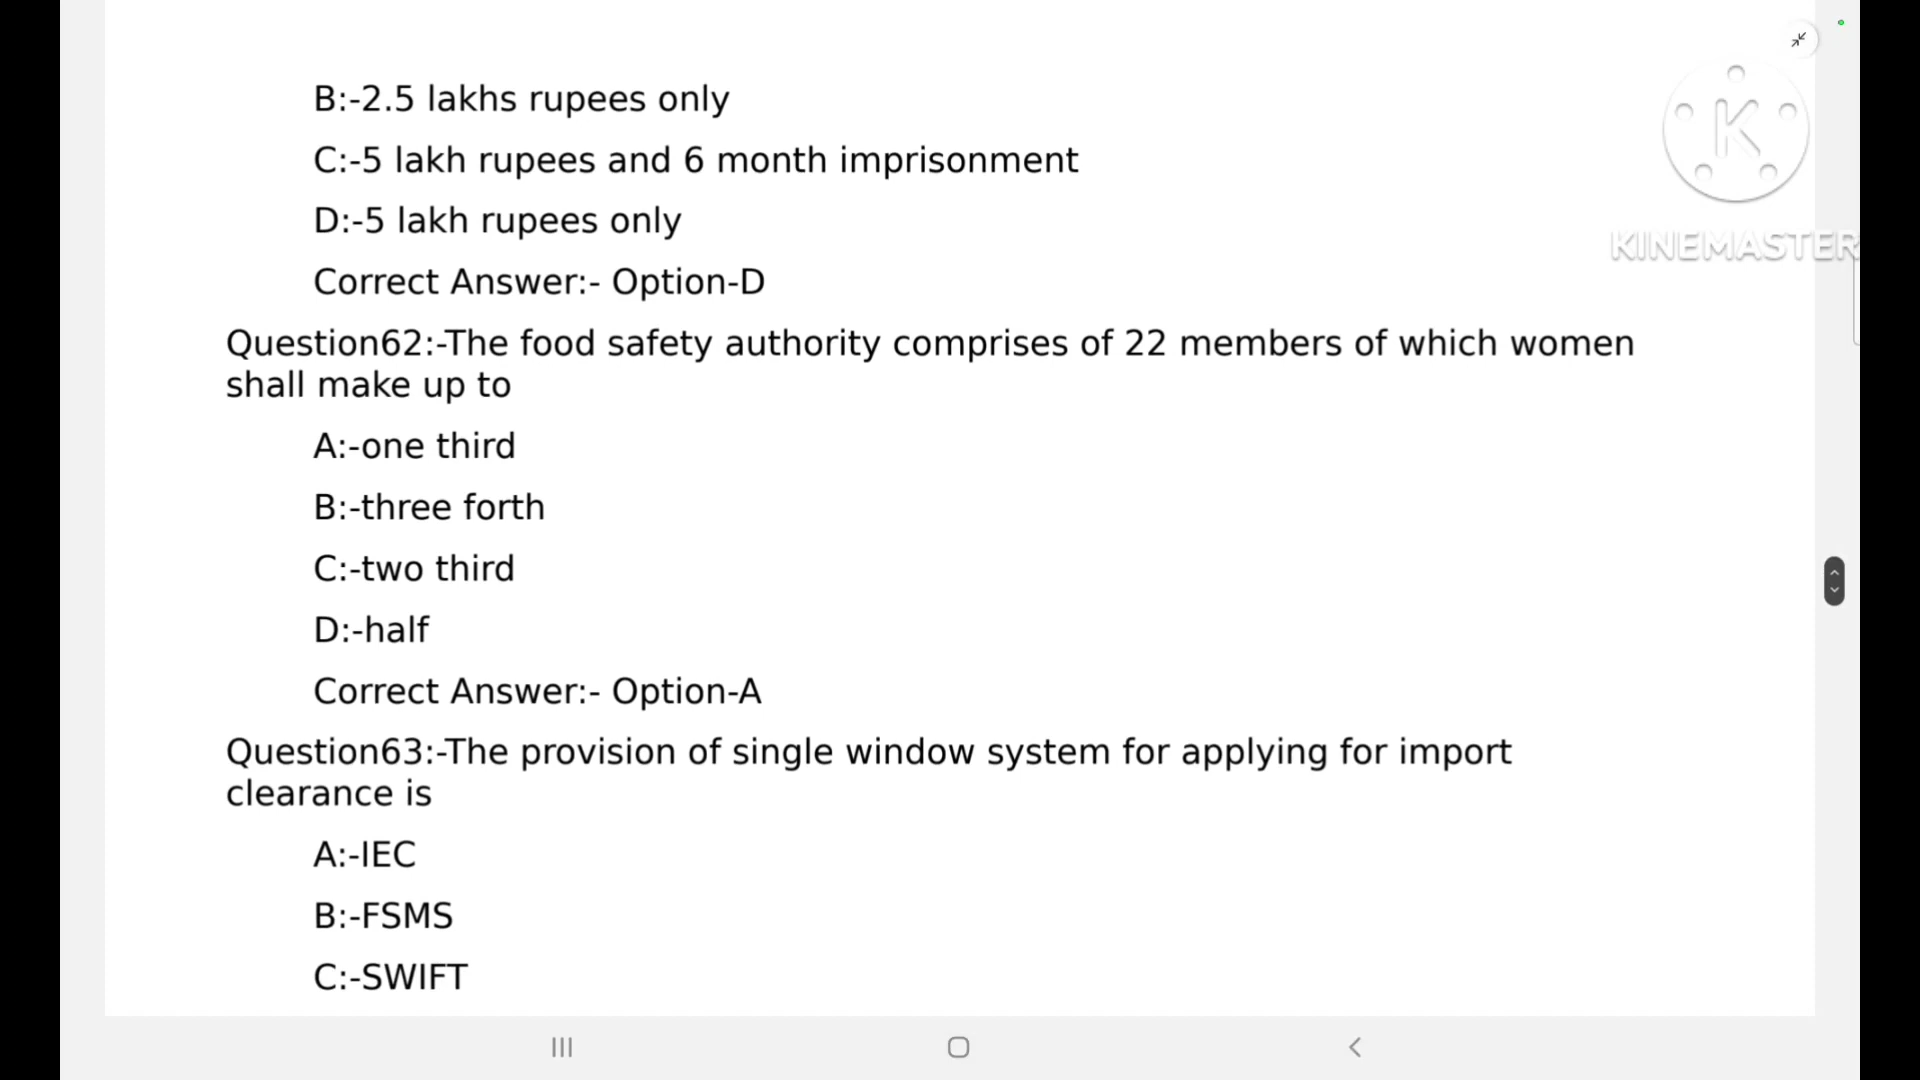 B:-2.5 lakhs rupees only
C:-5 lakh rupees and 6 month imprisonment
D:-5 lakh rupees only
Correct Answer:- Option-D
Question62:-The food safety authority comprises of 22 members of which women
shall make up to
A:-one third
B:-three forth
C:-two third
D:-half
Correct Answer:- Option-A
Question63:-The provision of single window system for applying for import
clearance is
A:-IEC
B:-FSMS
C:-SWIFT
K
KINEMASTER